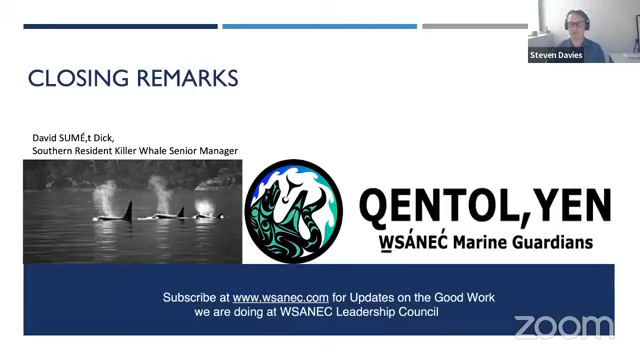 Steven Davies
CLOSING REMARKS
David SUMÉ,t Dick,
Southern Resident Killer Whale Senior Manager
QENTOL,YEN
W̱SÁNEĆ Marine Guardians
Subscribe at www.wsanec.com for Updates on the Good Work
we are doing at WSANEC Leadership Council
zoom